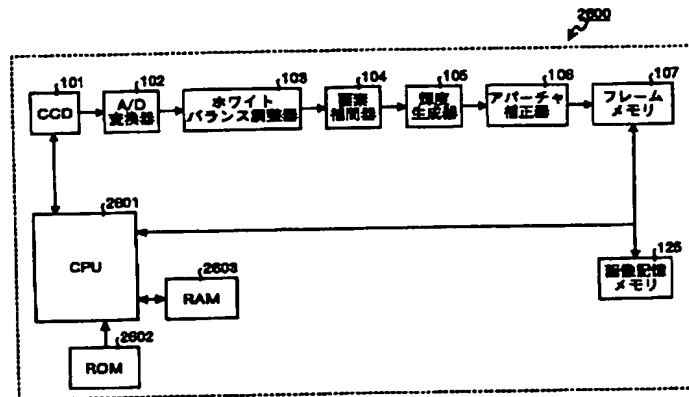 2600
101
102
103
104
105
106
107
CCD
A/D
変換器
ホワイト
バランス調整器
画素
補間器
輝度
生成器
アパーチャ
補正器
フレーム
メモリ
2601
CPU
2603
RAM
125
画像記憶
メモリ
2602
ROM